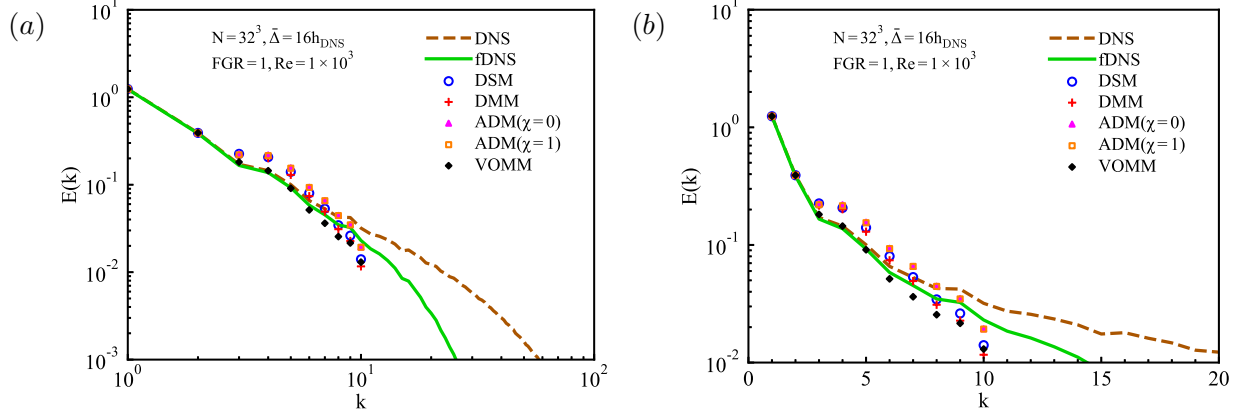 (a)
N=32³, Δ̄=16h_DNS
FGR=1, Re=1×10³
DNS
fDNS
DSM
DMM
ADM(χ=0)
ADM(χ=1)
VOMM
E(k)
10¹
10⁰
10⁻¹
10⁻²
10⁻³
10⁰
10¹
10²
k
(b)
N=32³, Δ̄=16h_DNS
FGR=1, Re=1×10³
DNS
fDNS
DSM
DMM
ADM(χ=0)
ADM(χ=1)
VOMM
E(k)
10¹
10⁰
10⁻¹
10⁻²
0
5
10
15
20
k